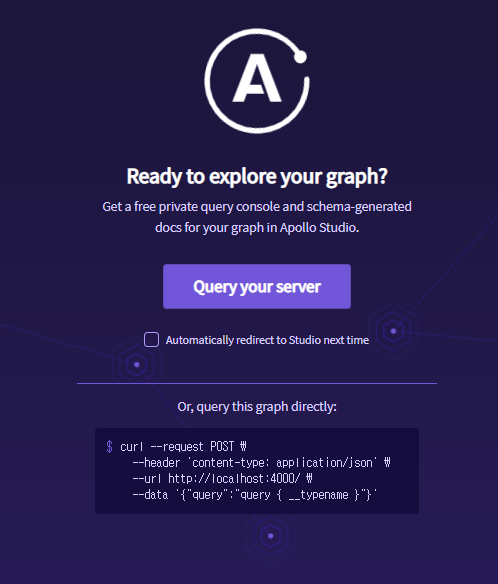 A
Ready to explore your graph?
Get a free private query console and schema-generated
docs for your graph in Apollo Studio.
Query your server
Automatically redirect to Studio next time
Or, query this graph directly:
$ curl --request POST ₩
--header 'content-type: application/json' ₩
--url http://localhost:4000/ ₩
--data '{"query":"query { __typename }"}'